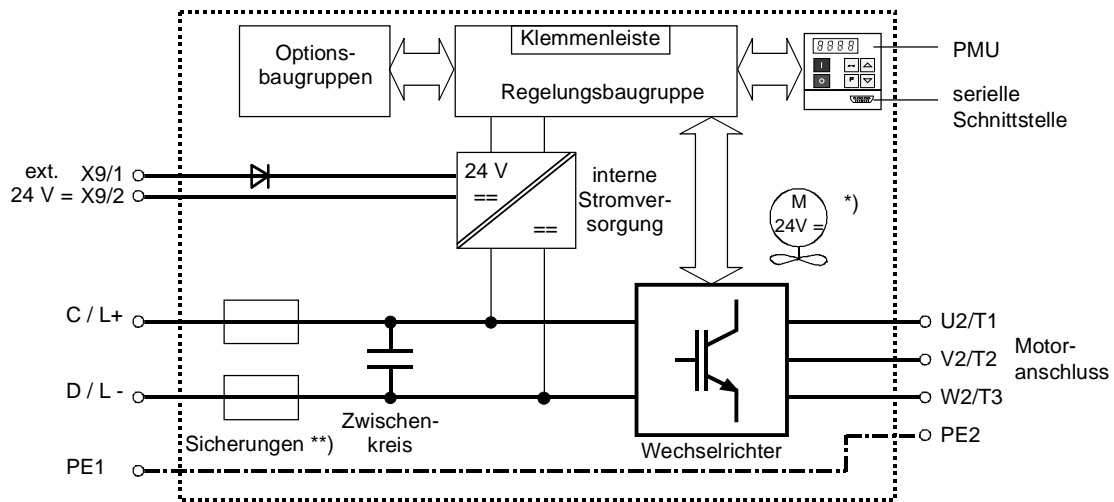 Options-
baugruppen
Klemmenleiste
Regelungsbaugruppe
8888
I
O
P
PMU
serielle
Schnittstelle
ext. X9/1
24 V = X9/2
24 V
==
==
interne
Stromver-
sorgung
M
24V =
*)
C / L+
D / L -
Sicherungen **)
Zwischen-
kreis
Wechselrichter
U2/T1
V2/T2
W2/T3
Motor-
anschluss
PE1
PE2